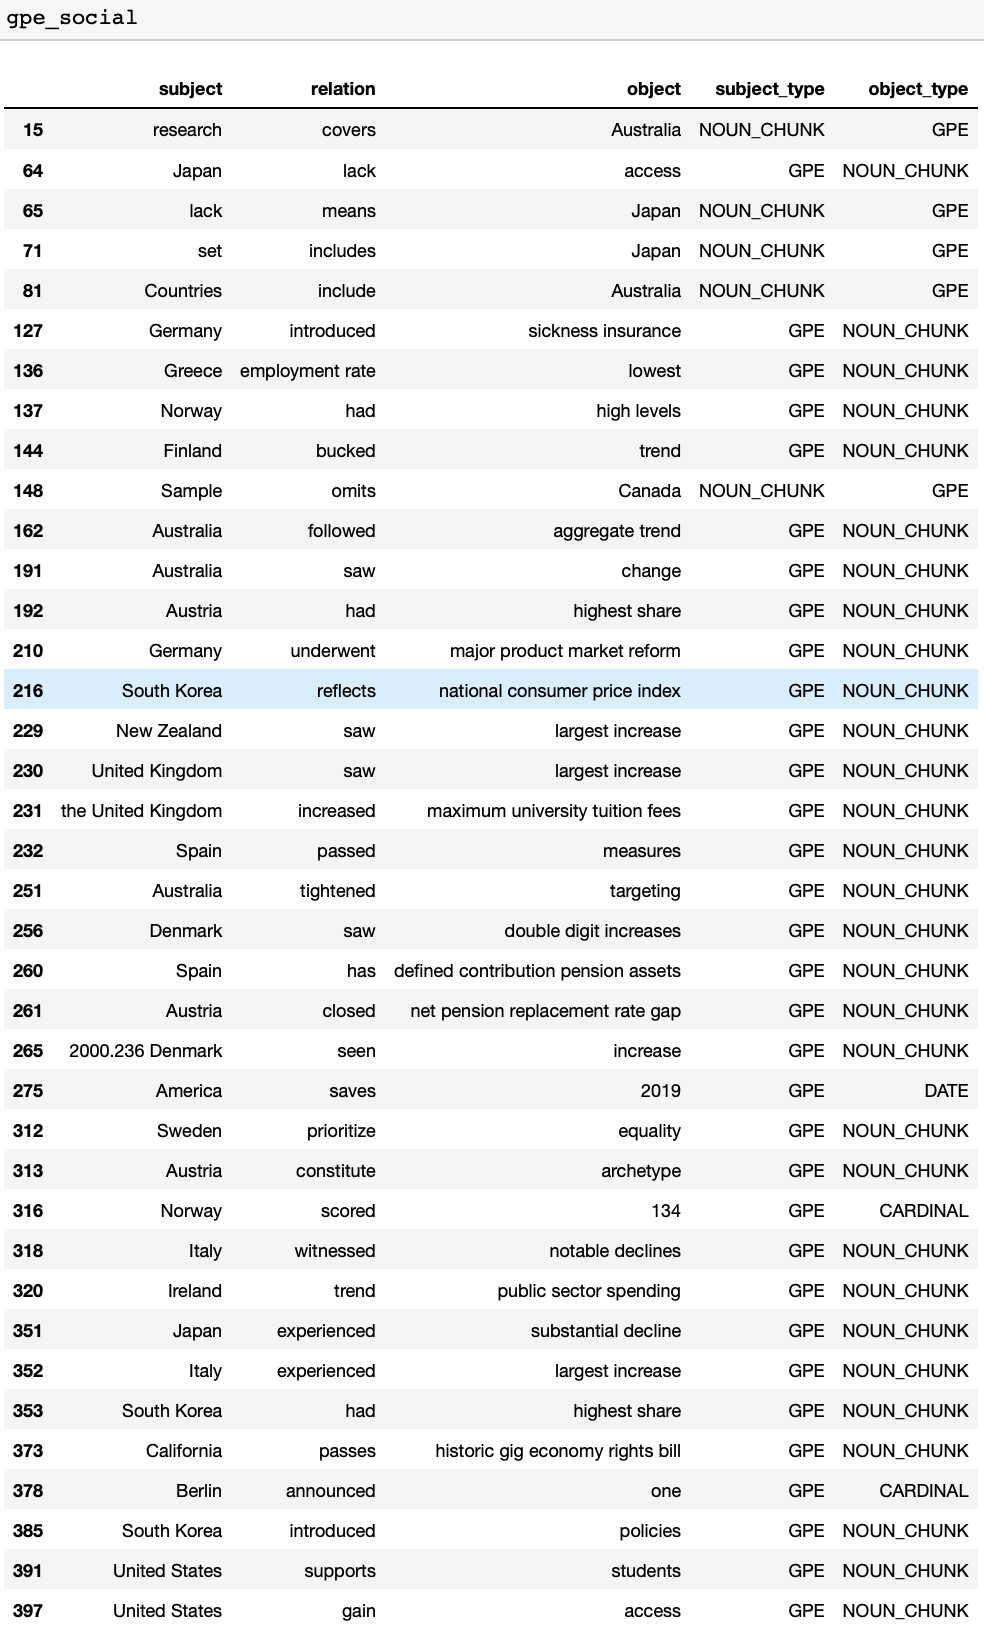 gpe_social
subject relation object subject_type object_type
15 research covers Australia NOUN_CHUNK GPE
64 Japan lack access GPE NOUN_CHUNK
65 lack means Japan NOUN_CHUNK GPE
71 set includes Japan NOUN_CHUNK GPE
81 Countries include Australia NOUN_CHUNK GPE
127 Germany introduced sickness insurance GPE NOUN_CHUNK
136 Greece employment rate lowest GPE NOUN_CHUNK
137 Norway had high levels GPE NOUN_CHUNK
144 Finland bucked trend GPE NOUN_CHUNK
148 Sample omits Canada NOUN_CHUNK GPE
162 Australia followed aggregate trend GPE NOUN_CHUNK
191 Australia saw change GPE NOUN_CHUNK
192 Austria had highest share GPE NOUN_CHUNK
210 Germany underwent major product market reform GPE NOUN_CHUNK
216 South Korea reflects national consumer price index GPE NOUN_CHUNK
229 New Zealand saw largest increase GPE NOUN_CHUNK
230 United Kingdom saw largest increase GPE NOUN_CHUNK
231 the United Kingdom increased maximum university tuition fees GPE NOUN_CHUNK
232 Spain passed measures GPE NOUN_CHUNK
251 Australia tightened targeting GPE NOUN_CHUNK
256 Denmark saw double digit increases GPE NOUN_CHUNK
260 Spain has defined contribution pension assets GPE NOUN_CHUNK
261 Austria closed net pension replacement rate gap GPE NOUN_CHUNK
265 2000.236 Denmark seen increase GPE NOUN_CHUNK
275 America saves 2019 GPE DATE
312 Sweden prioritize equality GPE NOUN_CHUNK
313 Austria constitute archetype GPE NOUN_CHUNK
316 Norway scored 134 GPE CARDINAL
318 Italy witnessed notable declines GPE NOUN_CHUNK
320 Ireland trend public sector spending GPE NOUN_CHUNK
351 Japan experienced substantial decline GPE NOUN_CHUNK
352 Italy experienced largest increase GPE NOUN_CHUNK
353 South Korea had highest share GPE NOUN_CHUNK
373 California passes historic gig economy rights bill GPE NOUN_CHUNK
378 Berlin announced one GPE CARDINAL
385 South Korea introduced policies GPE NOUN_CHUNK
391 United States supports students GPE NOUN_CHUNK
397 United States gain access GPE NOUN_CHUNK